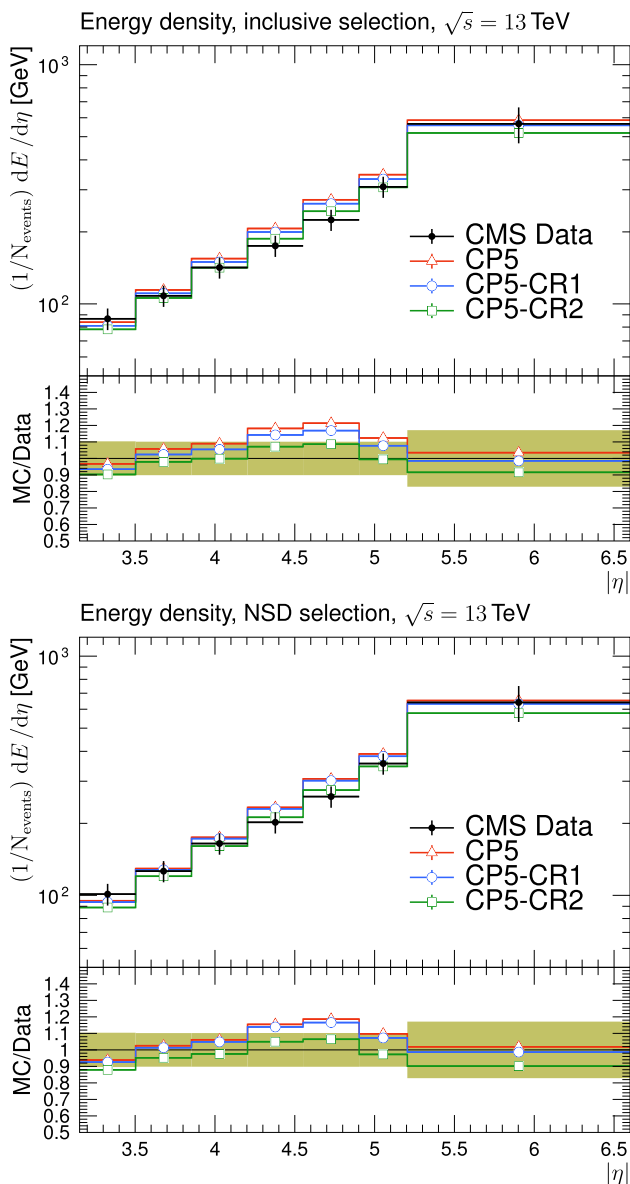 Energy density, inclusive selection, √s = 13 TeV
(1/N_events) dE/dη [GeV]
10³
10²
CMS Data
CP5
CP5-CR1
CP5-CR2
MC/Data
1.4
1.3
1.2
1.1
1
0.9
0.8
0.7
0.6
0.5
3.5 4 4.5 5 5.5 6 6.5
|η|
Energy density, NSD selection, √s = 13 TeV
(1/N_events) dE/dη [GeV]
10³
10²
CMS Data
CP5
CP5-CR1
CP5-CR2
MC/Data
1.4
1.3
1.2
1.1
1
0.9
0.8
0.7
0.6
0.5
3.5 4 4.5 5 5.5 6 6.5
|η|